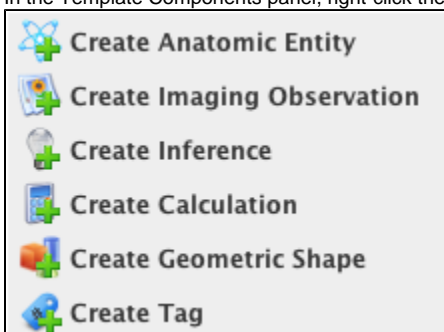 In the Template Components panel, right-click the
Create Anatomic Entity
Create Imaging Observation
Create Inference
Create Calculation
Create Geometric Shape
Create Tag